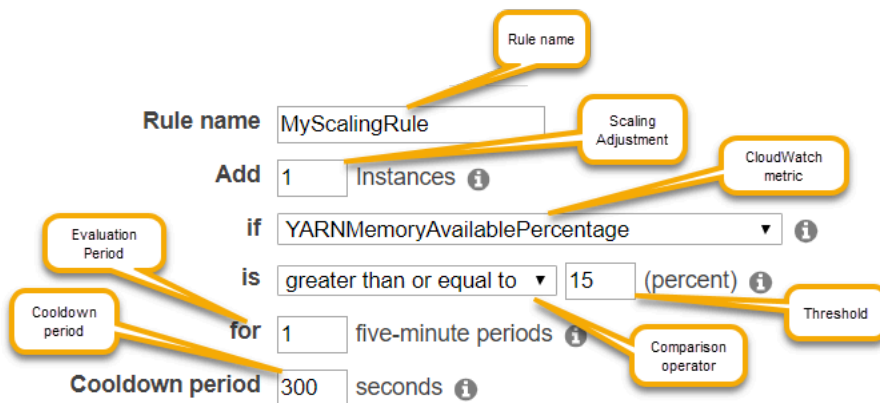 Rule name
Rule name MyScalingRule
Scaling
Adjustment
Add 1 Instances
CloudWatch
metric
if YARNMemoryAvailablePercentage
Evaluation
Period
is greater than or equal to 15 (percent)
Cooldown
period
Threshold
for 1 five-minute periods
Comparison
operator
Cooldown period 300 seconds